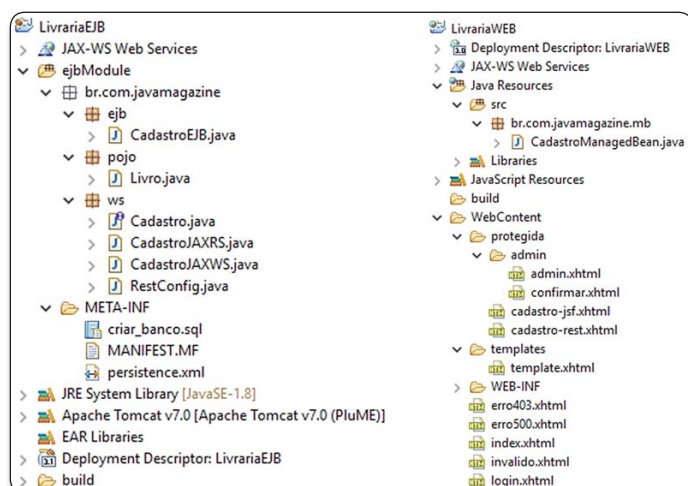 LivrariaEJB
JAX-WS Web Services
ejbModule
br.com.javamagazine
ejb
CadastroEJB.java
pojo
Livro.java
ws
Cadastro.java
CadastroJAXRS.java
CadastroJAXWS.java
RestConfig.java
META-INF
criar_banco.sql
MANIFEST.MF
persistence.xml
JRE System Library [JavaSE-1.8]
Apache Tomcat v7.0 [Apache Tomcat v7.0 (PluME)]
EAR Libraries
Deployment Descriptor: LivrariaEJB
build
LivrariaWEB
Deployment Descriptor: LivrariaWEB
JAX-WS Web Services
Java Resources
src
br.com.javamagazine.mb
CadastroManagedBean.java
Libraries
JavaScript Resources
build
WebContent
protegida
admin
admin.xhtml
confirmar.xhtml
cadastro-jsf.xhtml
cadastro-rest.xhtml
templates
template.xhtml
WEB-INF
erro403.xhtml
erro500.xhtml
index.xhtml
invalido.xhtml
login.xhtml